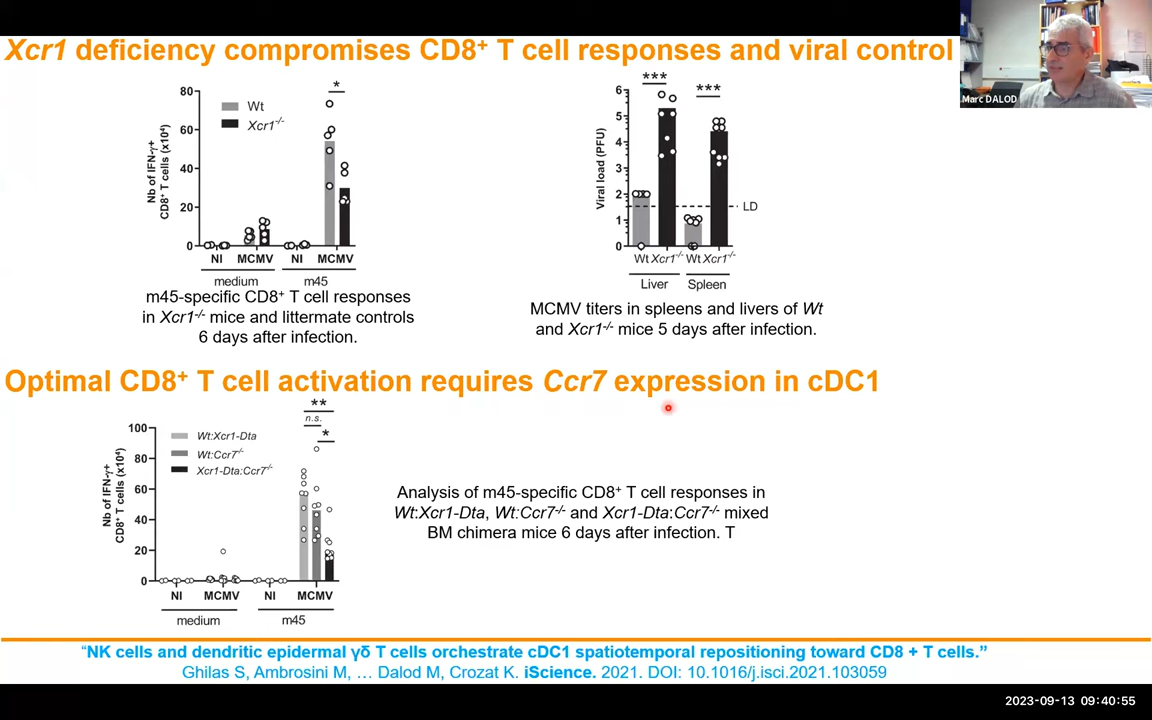 Xcr1 deficiency compromises CD8+ T cell responses and viral control
Marc DALOD
Nb of IFN-γ+
CD8+ T cells (x10⁴)
80
60
40
20
0
Wt
Xcr1-/-
*
NI MCMV NI MCMV
medium m45
m45-specific CD8+ T cell responses
in Xcr1-/- mice and littermate controls
6 days after infection.
Viral load (PFU)
6
5
4
3
2
1
0
*** ***
LD
Wt Xcr1-/- Wt Xcr1-/-
Liver Spleen
MCMV titers in spleens and livers of Wt
and Xcr1-/- mice 5 days after infection.
Optimal CD8+ T cell activation requires Ccr7 expression in cDC1
Nb of IFN-γ+
CD8+ T cells (x10⁴)
100
80
60
40
20
0
Wt:Xcr1-Dta
Wt:Ccr7-/-
Xcr1-Dta:Ccr7-/-
**
n.s.
*
NI MCMV NI MCMV
medium m45
Analysis of m45-specific CD8+ T cell responses in
Wt:Xcr1-Dta, Wt:Ccr7-/- and Xcr1-Dta:Ccr7-/- mixed
BM chimera mice 6 days after infection. T
“NK cells and dendritic epidermal γδ T cells orchestrate cDC1 spatiotemporal repositioning toward CD8 + T cells.”
Ghilas S, Ambrosini M, … Dalod M, Crozat K. iScience. 2021. DOI: 10.1016/j.isci.2021.103059
2023-09-13 09:40:55